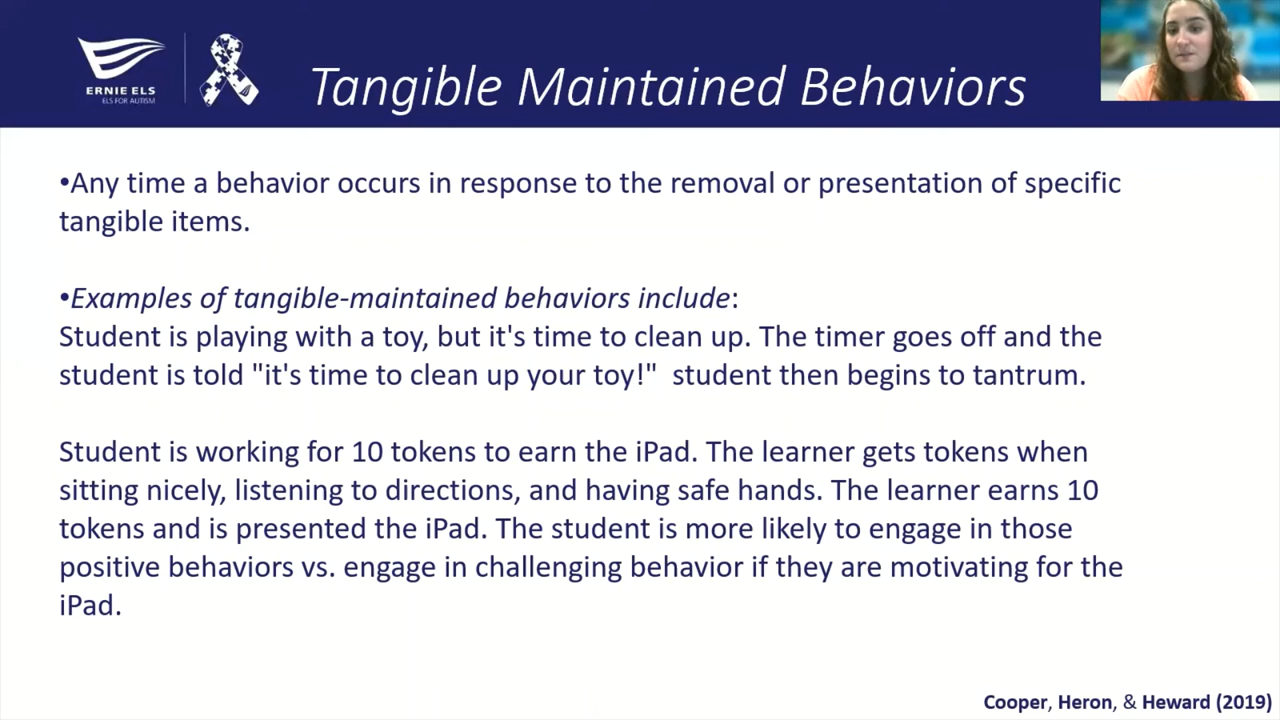 ERNIE ELS
ELS FOR AUTISM
Tangible Maintained Behaviors
•Any time a behavior occurs in response to the removal or presentation of specific
tangible items.
•Examples of tangible-maintained behaviors include:
Student is playing with a toy, but it's time to clean up. The timer goes off and the
student is told "it's time to clean up your toy!"  student then begins to tantrum.
Student is working for 10 tokens to earn the iPad. The learner gets tokens when
sitting nicely, listening to directions, and having safe hands. The learner earns 10
tokens and is presented the iPad. The student is more likely to engage in those
positive behaviors vs. engage in challenging behavior if they are motivating for the
iPad.
Cooper, Heron, & Heward (2019)